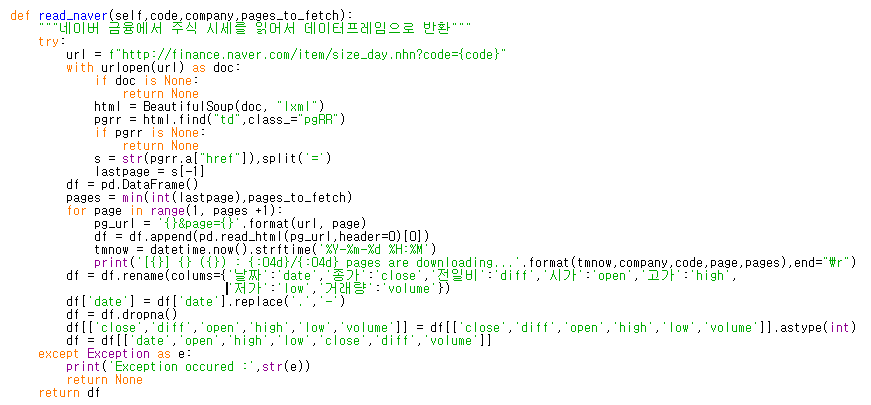 def read_naver(self,code,company,pages_to_fetch):
    """네이버 금융에서 주식 시세를 읽어서 데이터프레임으로 반환"""
    try:
        url = f"http://finance.naver.com/item/size_day.nhn?code={code}"
        with urlopen(url) as doc:
            if doc is None:
                return None
            html = BeautifulSoup(doc, "lxml")
            pgrr = html.find("td",class_="pgRR")
            if pgrr is None:
                return None
            s = str(pgrr.a["href"]),split('=')
            lastpage = s[-1]
        df = pd.DataFrame()
        pages = min(int(lastpage),pages_to_fetch)
        for page in range(1, pages +1):
            pg_url = '{}&page={}'.format(url, page)
            df = df.append(pd.read_html(pg_url,header=0)[0])
            tmnow = datetime.now().strftime('%Y-%m-%d %H:%M')
            print('[{}] {} ({}) : {:04d}/{:04d} pages are downloading...'.format(tmnow,company,code,page,pages),end="\r")
        df = df.rename(colums={'날짜':'date','종가':'close','전일비':'diff','시가':'open','고가':'high',
                               '저가':'low','거래량':'volume'})
        df['date'] = df['date'].replace('.','-')
        df = df.dropna()
        df[['close','diff','open','high','low','volume']] = df[['close','diff','open','high','low','volume']].astype(int)
        df = df[['date','open','high','low','close','diff','volume']]
    except Exception as e:
        print('Exception occured :',str(e))
        return None
    return df